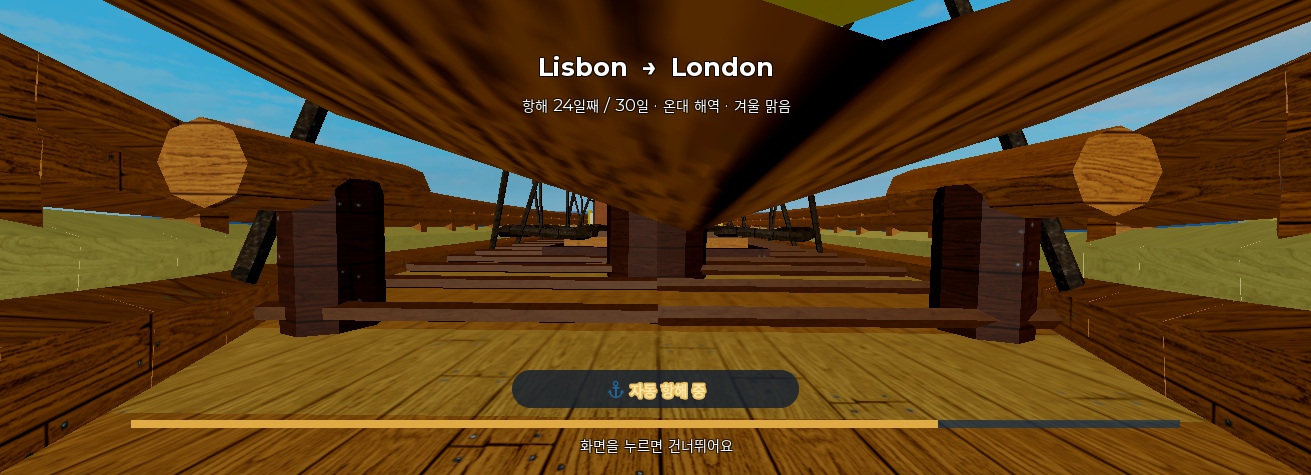 Lisbon → London
항해 24일째 / 30일 · 온대 해역 · 겨울 맑음
⚓ 자동 항해 중
화면을 누르면 건너뛰어요